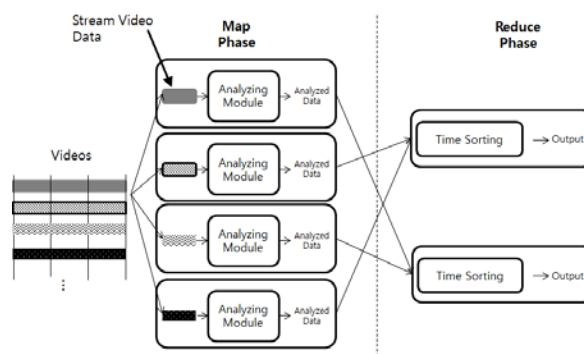 Stream Video
Data
Map
Phase
Reduce
Phase
Videos
Analyzing
Module
Analyzed
Data
Analyzing
Module
Analyzed
Data
Analyzing
Module
Analyzed
Data
Analyzing
Module
Analyzed
Data
Time Sorting
Output
Time Sorting
Output